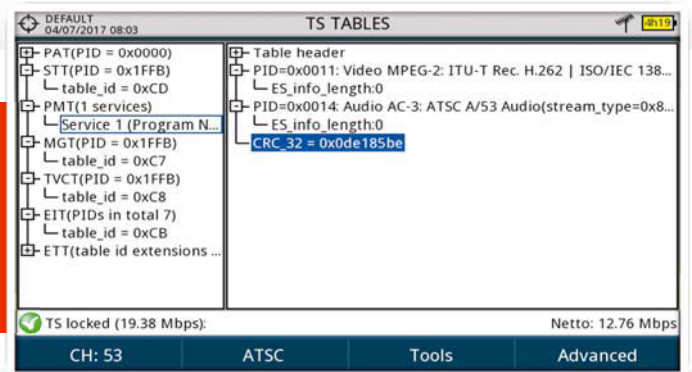 DEFAULT
04/07/2017 08:03
TS TABLES
4h19
PAT(PID = 0x0000)
STT(PID = 0x1FFB)
table_id = 0xCD
PMT(1 services)
Service 1 (Program N...
MGT(PID = 0x1FFB)
table_id = 0xC7
TVCT(PID = 0x1FFB)
table_id = 0xC8
EIT(PIDs in total 7)
table_id = 0xCB
ETT(table id extensions ...
Table header
PID=0x0011: Video MPEG-2: ITU-T Rec. H.262 | ISO/IEC 138...
ES_info_length:0
PID=0x0014: Audio AC-3: ATSC A/53 Audio(stream_type=0x8...
ES_info_length:0
CRC_32 = 0x0de185be
TS locked (19.38 Mbps):
Netto: 12.76 Mbps
CH: 53
ATSC
Tools
Advanced